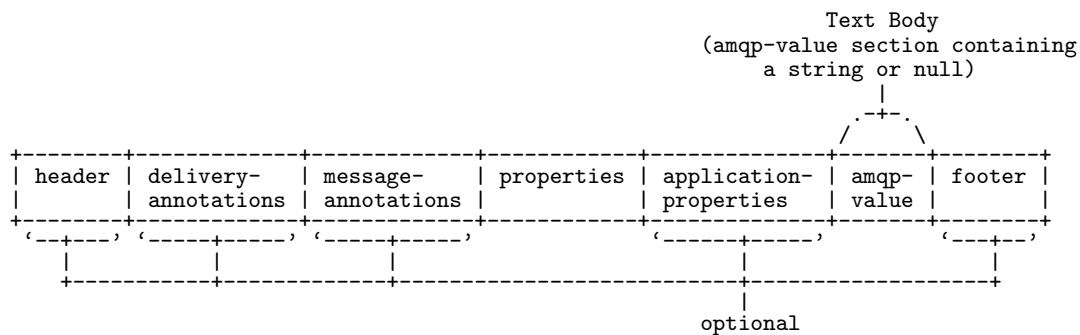 Text Body
(amqp-value section containing
a string or null)
header | delivery- | message- | properties | application- | amqp- | footer
annotations | annotations | properties | value
optional